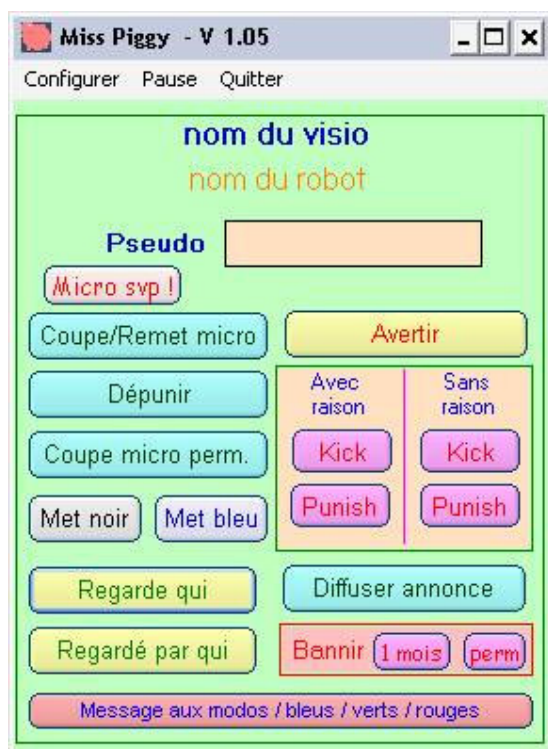 Miss Piggy - V 1.05
Configurer Pause Quitter
nom du visio
nom du robot
Pseudo
Micro svp !
Coupe/Remet micro
Avertir
Dépunir
Coupe micro perm.
Avec raison
Sans raison
Kick
Kick
Punish
Punish
Met noir
Met bleu
Regarde qui
Diffuser annonce
Regardé par qui
Bannir
1 mois
perm
Message aux modos / bleus / verts / rouges